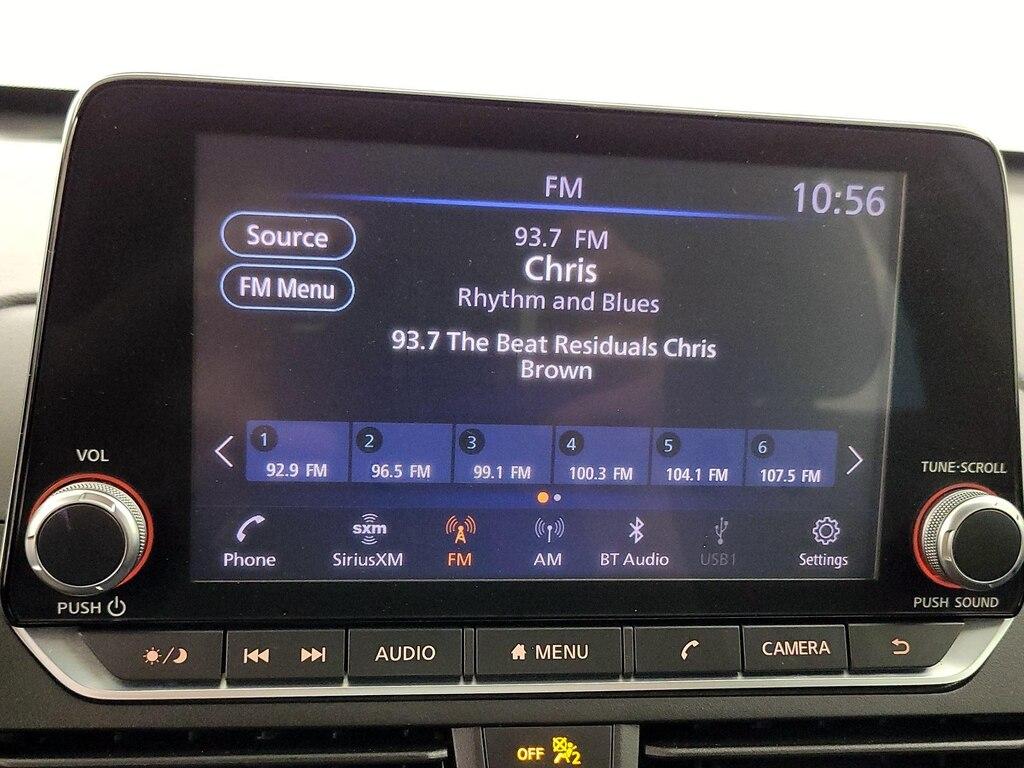 FM
10:56
Source
93.7 FM
Chris
FM Menu
Rhythm and Blues
93.7 The Beat Residuals Chris
Brown
1 2 3 4 5 6
92.9 FM 96.5 FM 99.1 FM 100.3 FM 104.1 FM 107.5 FM
VOL
TUNE·SCROLL
sxm
Phone SiriusXM FM AM BT Audio USB1 Settings
PUSH
PUSH SOUND
AUDIO MENU CAMERA
OFF 2